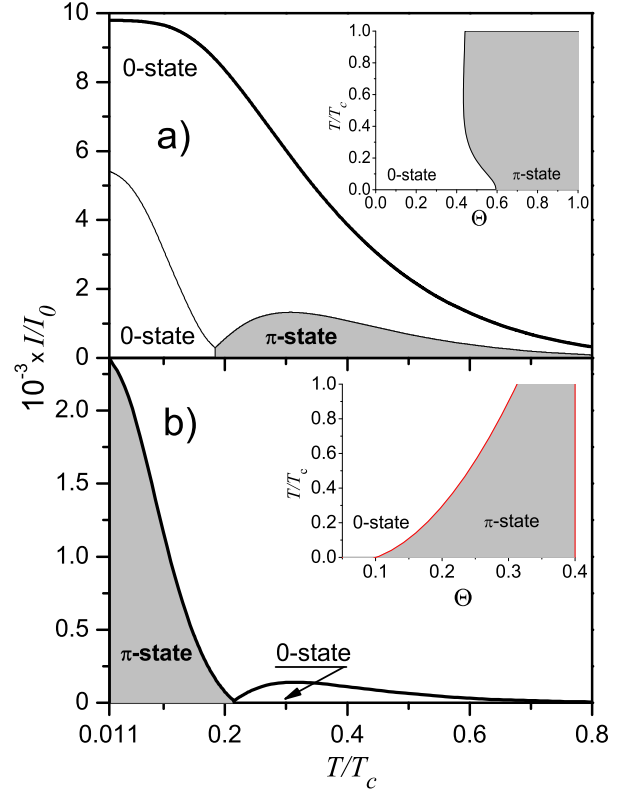 10
8
6
4
2
0
0-state
a)
0-state
π-state
1.0
0.8
0.6
0.4
0.2
0.0
T/Tc
0-state
π-state
0.0 0.2 0.4 0.6 0.8 1.0
Θ
10⁻³ x I/I₀
2.0
1.5
1.0
0.5
0
b)
π-state
0-state
1.0
0.8
0.6
0.4
0.2
0.0
T/Tc
0-state
π-state
0.1 0.2 0.3 0.4
Θ
0.011 0.2 0.4 0.6 0.8
T/Tc